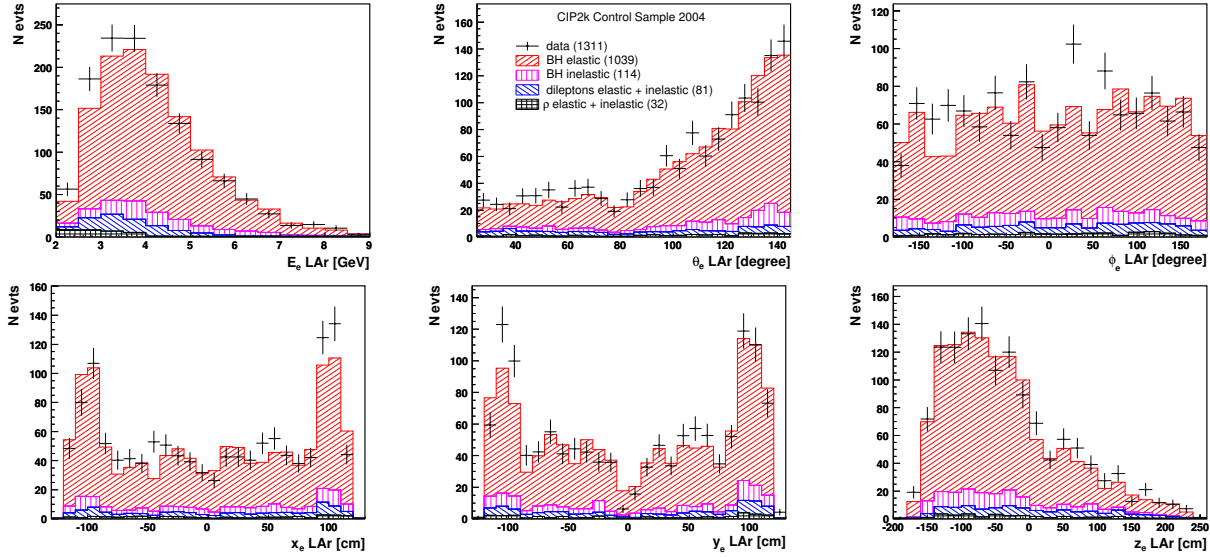 N evts
250
200
150
100
50
0
2 3 4 5 6 7 8 9
E_e LAr [GeV]
N evts
160
140
120
100
80
60
40
20
0
40 60 80 100 120 140
θ_e LAr [degree]
CIP2k Control Sample 2004
data (1311)
BH elastic (1039)
BH inelastic (114)
dileptons elastic + inelastic (81)
ρ elastic + inelastic (32)
N evts
120
100
80
60
40
20
0
-150 -100 -50 0 50 100 150
ϕ_e LAr [degree]
N evts
160
140
120
100
80
60
40
20
0
-100 -50 0 50 100
x_e LAr [cm]
N evts
140
120
100
80
60
40
20
0
-100 -50 0 50 100
y_e LAr [cm]
N evts
160
140
120
100
80
60
40
20
0
-200 -150 -100 -50 0 50 100 150 200 250
z_e LAr [cm]